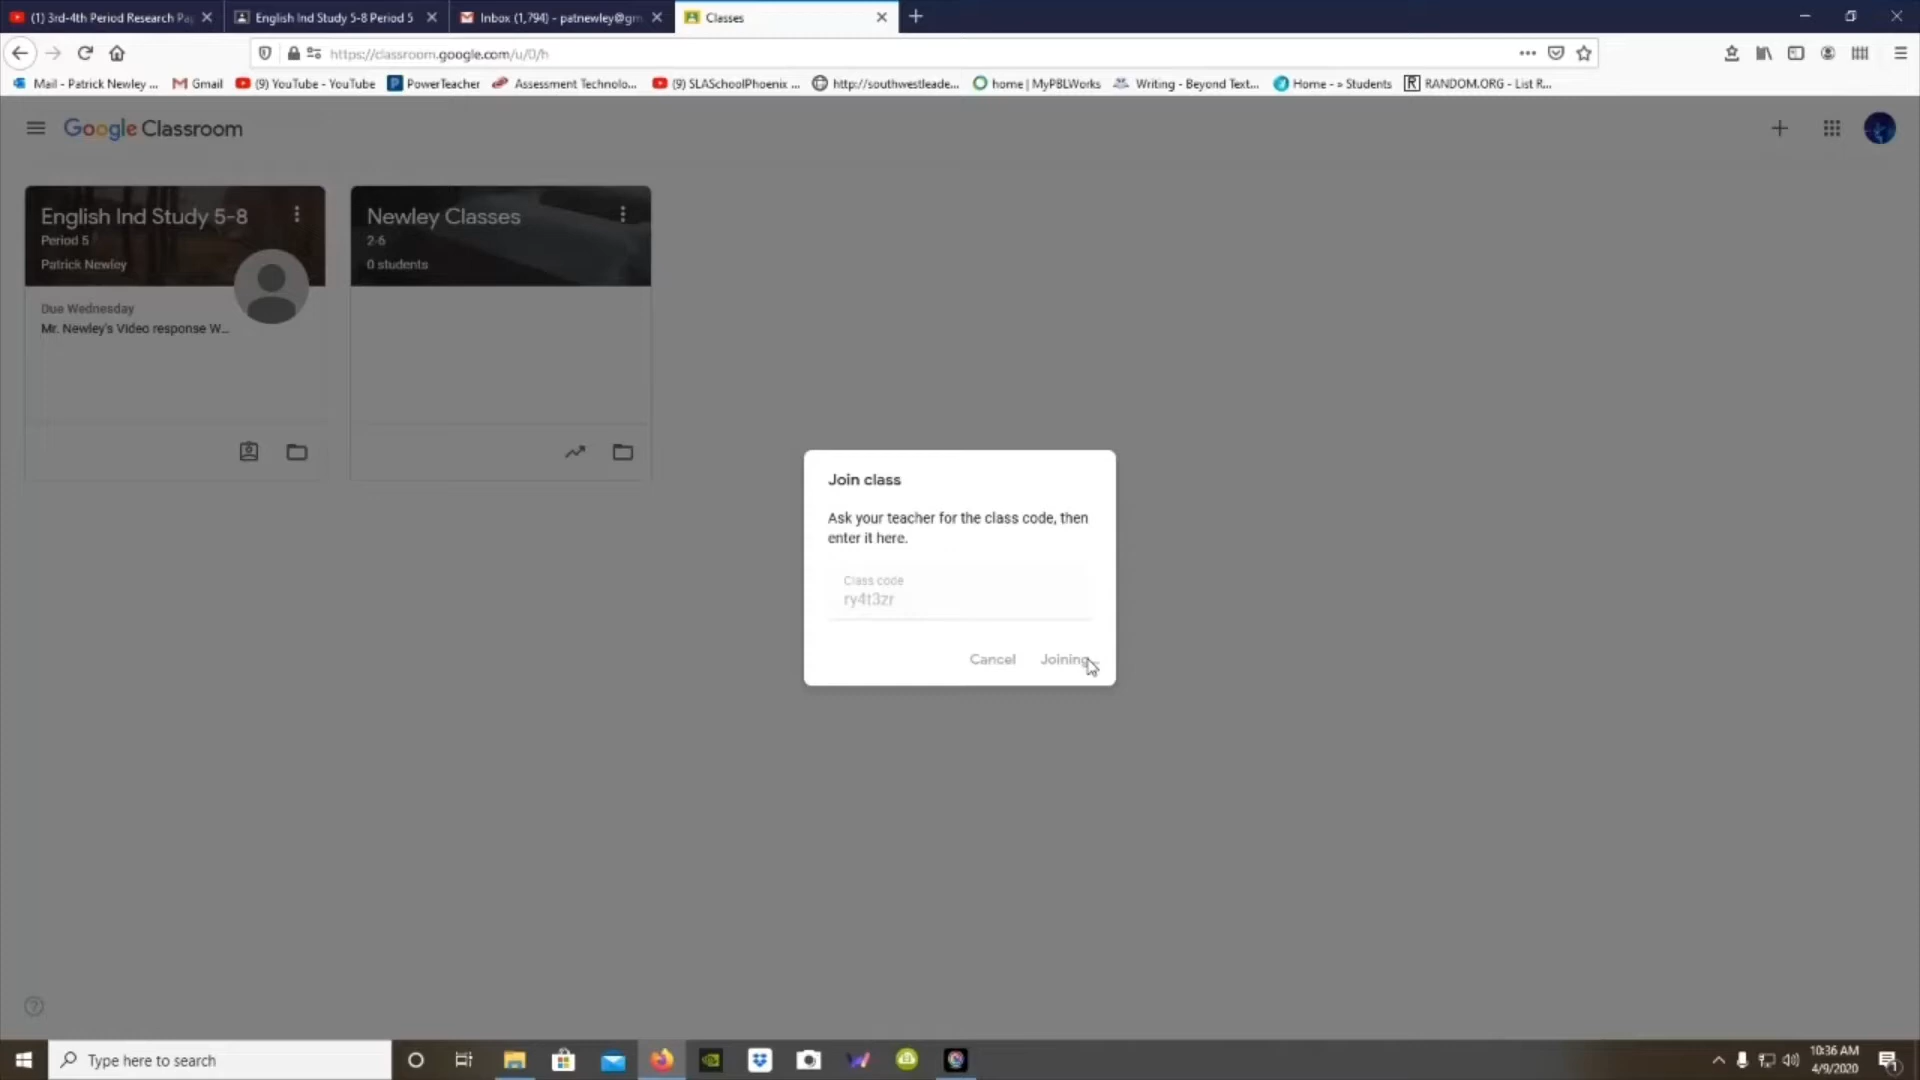 (1) 3rd-4th Period Research Pa
English Ind Study 5-8 Period 5
Inbox (1,794) - patnewley@gm
Classes
https://classroom.google.com/u/0/h
Mail - Patrick Newley ...
Gmail
(9) YouTube - YouTube
PowerTeacher
Assessment Technolo...
(9) SLASchoolPhoenix ...
http://southwestleade...
home | MyPBLWorks
Writing - Beyond Text...
Home - » Students
RANDOM.ORG - List R...
Google Classroom
English Ind Study 5-8
Period 5
Patrick Newley
Due Wednesday
Mr. Newley's Video response W...
Newley Classes
2-6
0 students
Join class
Ask your teacher for the class code, then
enter it here.
Class code
ry4t3zr
Cancel
Joining...
Type here to search
10:36 AM
4/9/2020